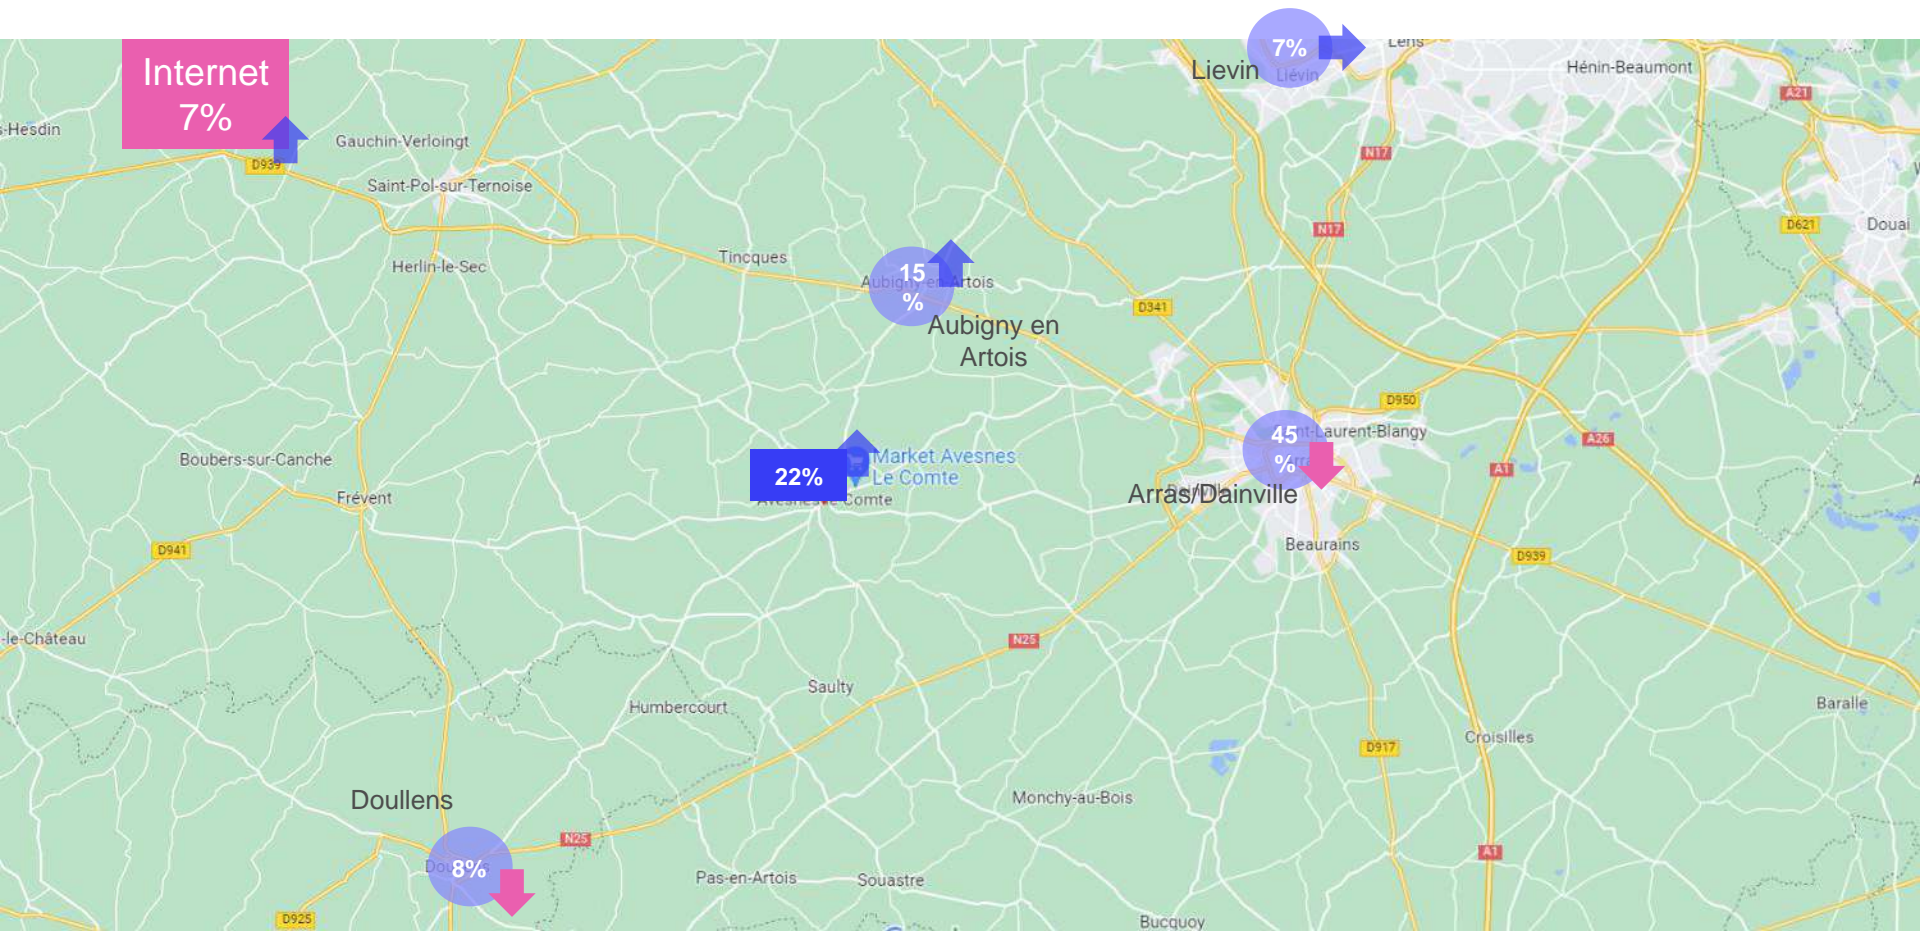 Internet
7%
7%
Lens
Lievin
Liévin
Hénin-Beaumont
A21
-Hesdin
Gauchin-Verloingt
N17
D939
Saint-Pol-sur-Ternoise
D621
Douai
N17
Tincques
Herlin-le-Sec
15
%
Aubigny-en-Artois
D341
Aubigny en
Artois
D950
45
%
nt-Laurent-Blangy
A26
Boubers-sur-Canche
Market Avesnes
Le Comte
22%
A1
Frévent
Comte
Arras/Dainville
Beaurains
D941
D939
-le-Château
N25
Saulty
Humbercourt
Baralle
Croisilles
D917
Doullens
Monchy-au-Bois
N25
A1
8%
Pas-en-Artois
Souastre
D925
Bucquoy